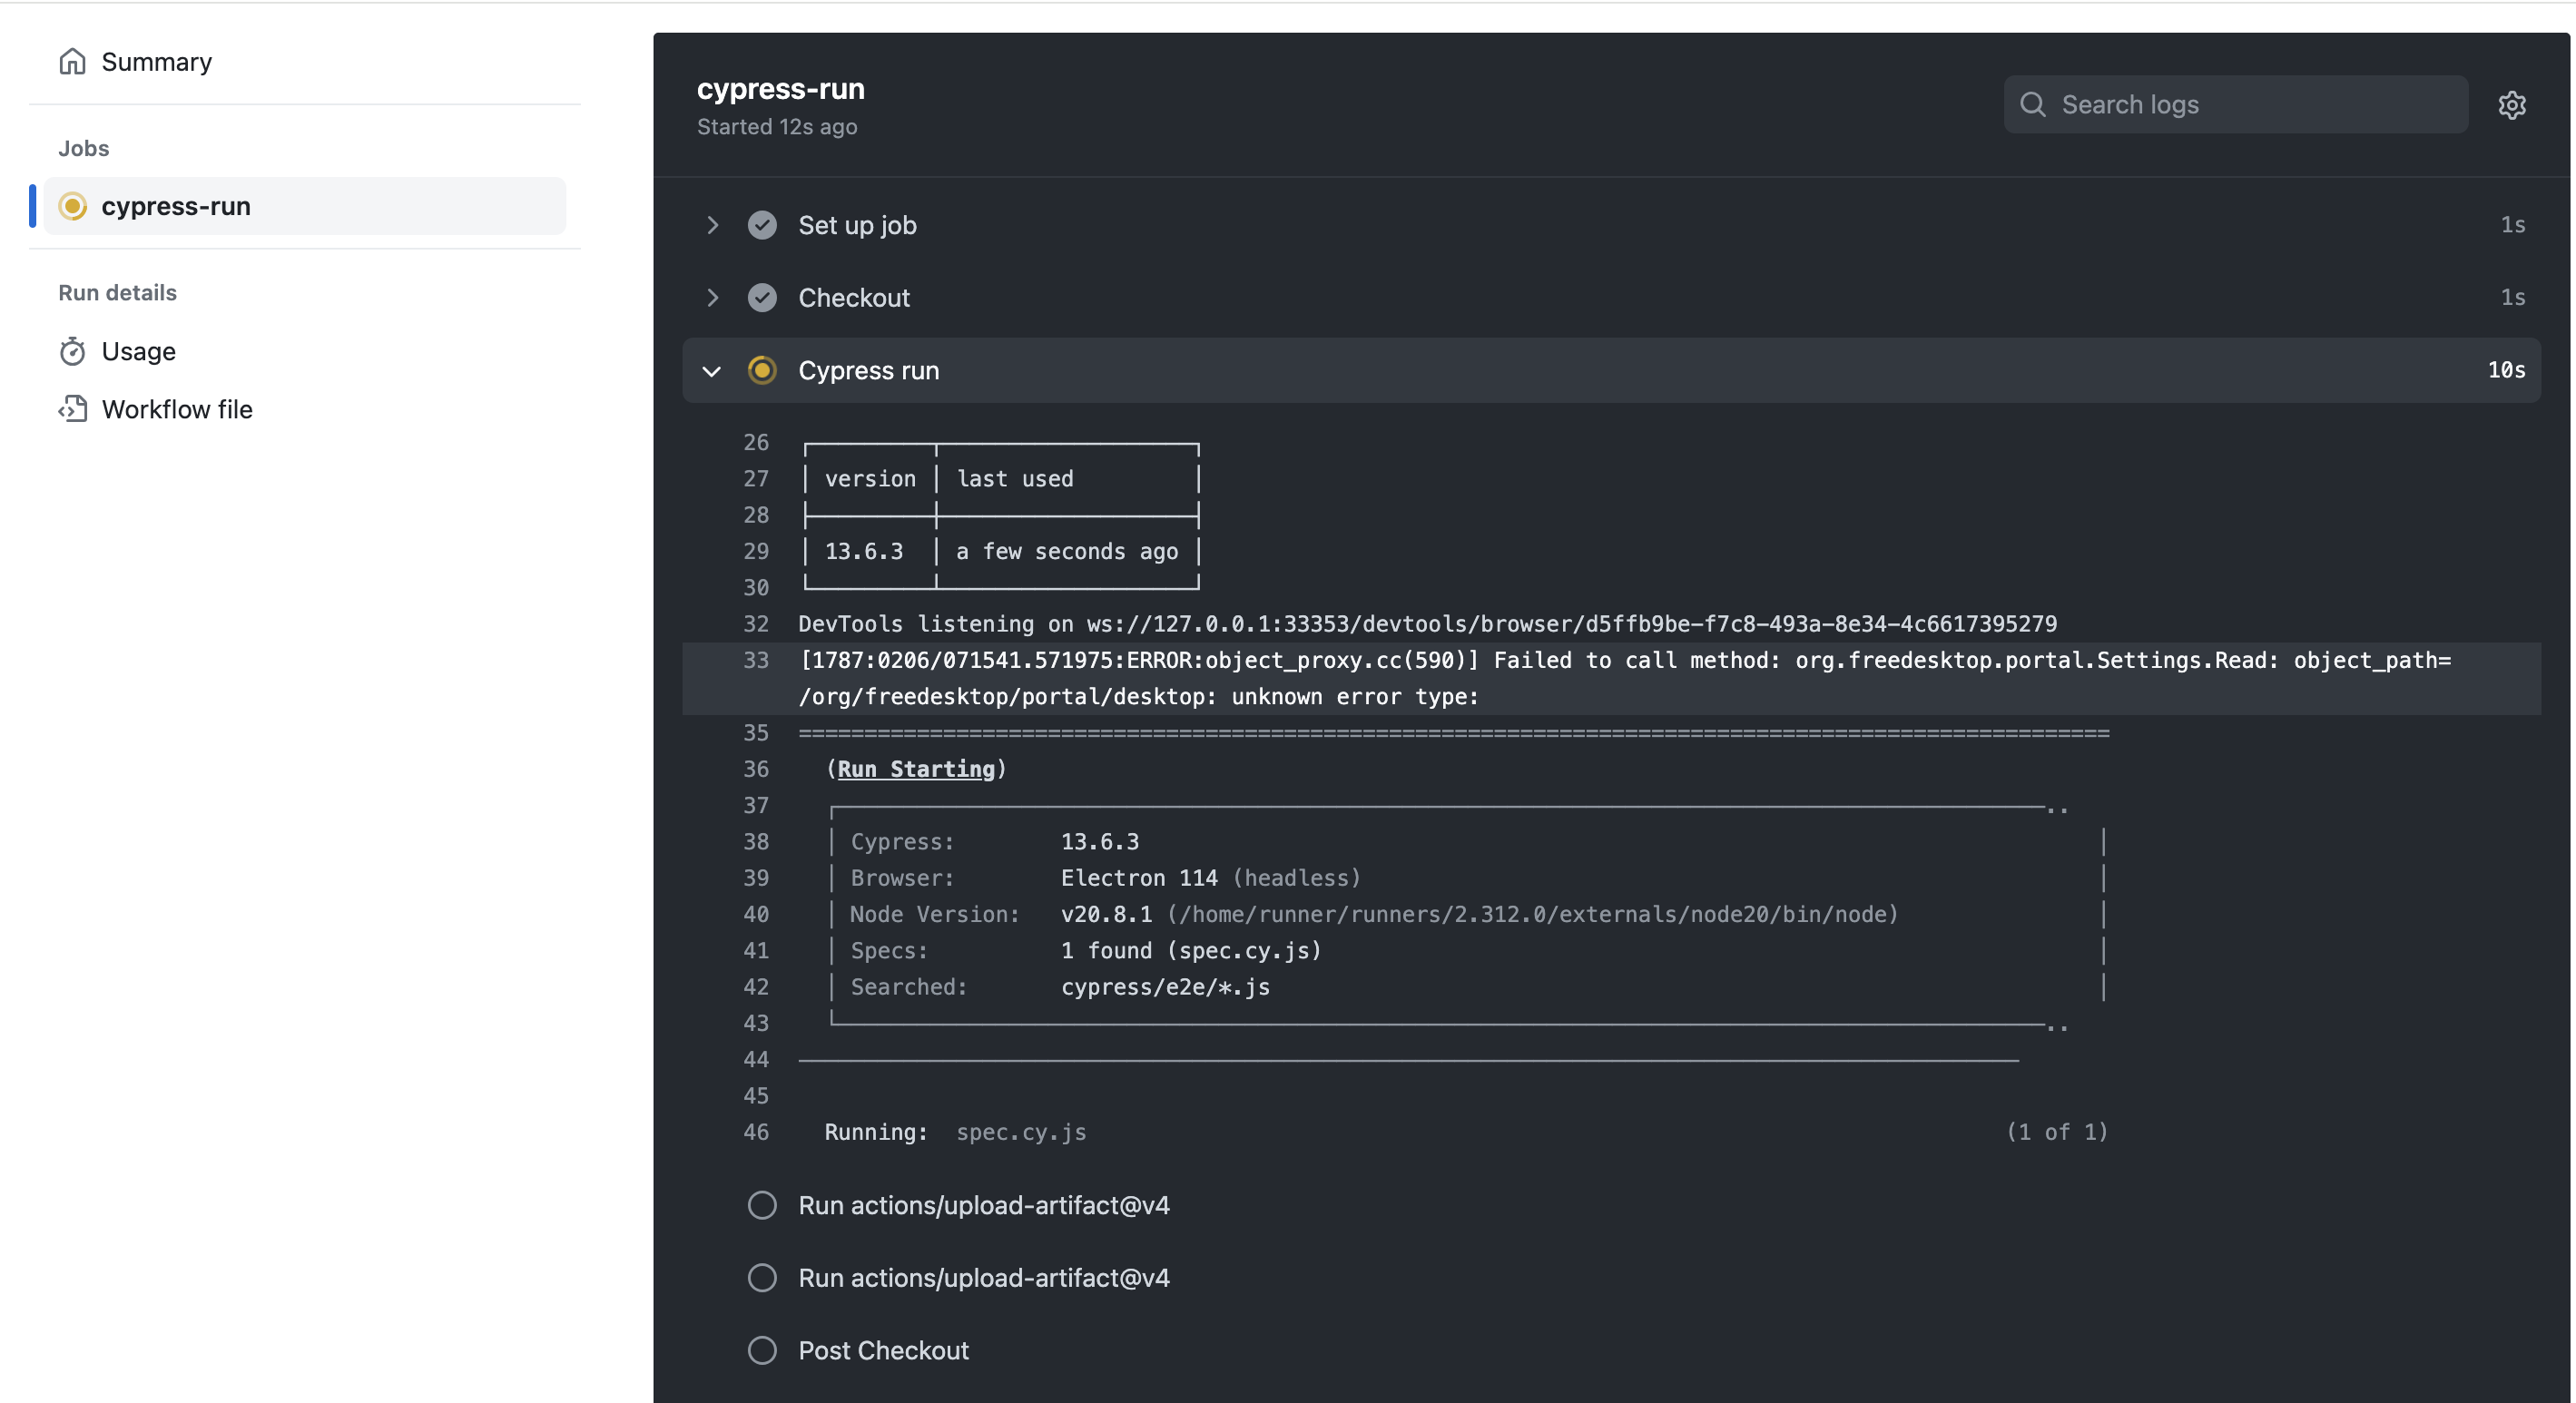 Summary
Jobs
cypress-run
Run details
Usage
Workflow file
cypress-run
Started 12s ago
Search logs
Set up job 1s
Checkout 1s
Cypress run 10s
26
27 version last used
28
29 13.6.3 a few seconds ago
30
32 DevTools listening on ws://127.0.0.1:33353/devtools/browser/d5ffb9be-f7c8-493a-8e34-4c6617395279
33 [1787:0206/071541.571975:ERROR:object_proxy.cc(590)] Failed to call method: org.freedesktop.portal.Settings.Read: object_path=
/org/freedesktop/portal/desktop: unknown error type:
35 ====================================================================================================
36 (Run Starting)
37 ..
38 Cypress: 13.6.3
39 Browser: Electron 114 (headless)
40 Node Version: v20.8.1 (/home/runner/runners/2.312.0/externals/node20/bin/node)
41 Specs: 1 found (spec.cy.js)
42 Searched: cypress/e2e/*.js
43 ..
44
45
46 Running: spec.cy.js (1 of 1)
Run actions/upload-artifact@v4
Run actions/upload-artifact@v4
Post Checkout